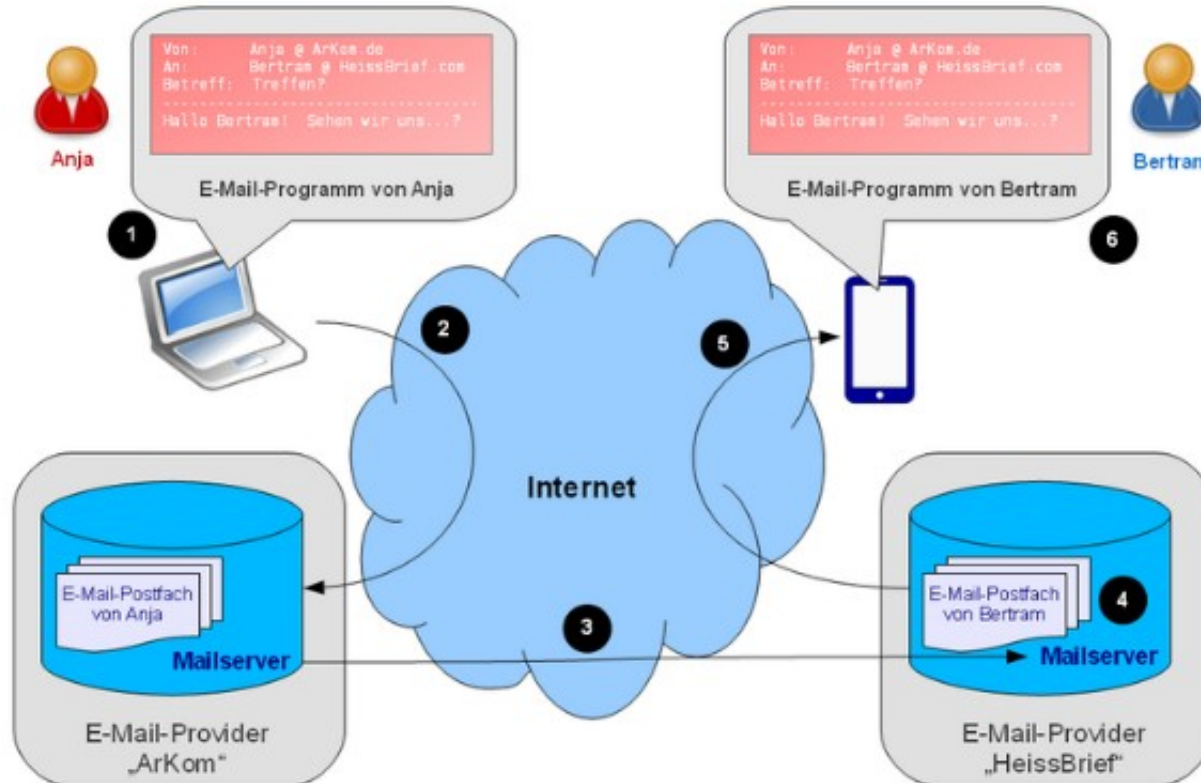 Von: Anja @ ArKom.de
An: Bertram @ HeissBrief.com
Betreff: Treffen?
Hallo Bertram! Sehen wir uns...?
E-Mail-Programm von Anja
Anja
1
Von: Anja @ ArKom.de
An: Bertram @ HeissBrief.com
Betreff: Treffen?
Hallo Bertram! Sehen wir uns...?
E-Mail-Programm von Bertram
Bertram
6
2
5
Internet
E-Mail-Postfach
von Anja
Mailserver
E-Mail-Provider
„ArKom“
3
E-Mail-Postfach
von Bertram
4
Mailserver
E-Mail-Provider
„HeissBrief“